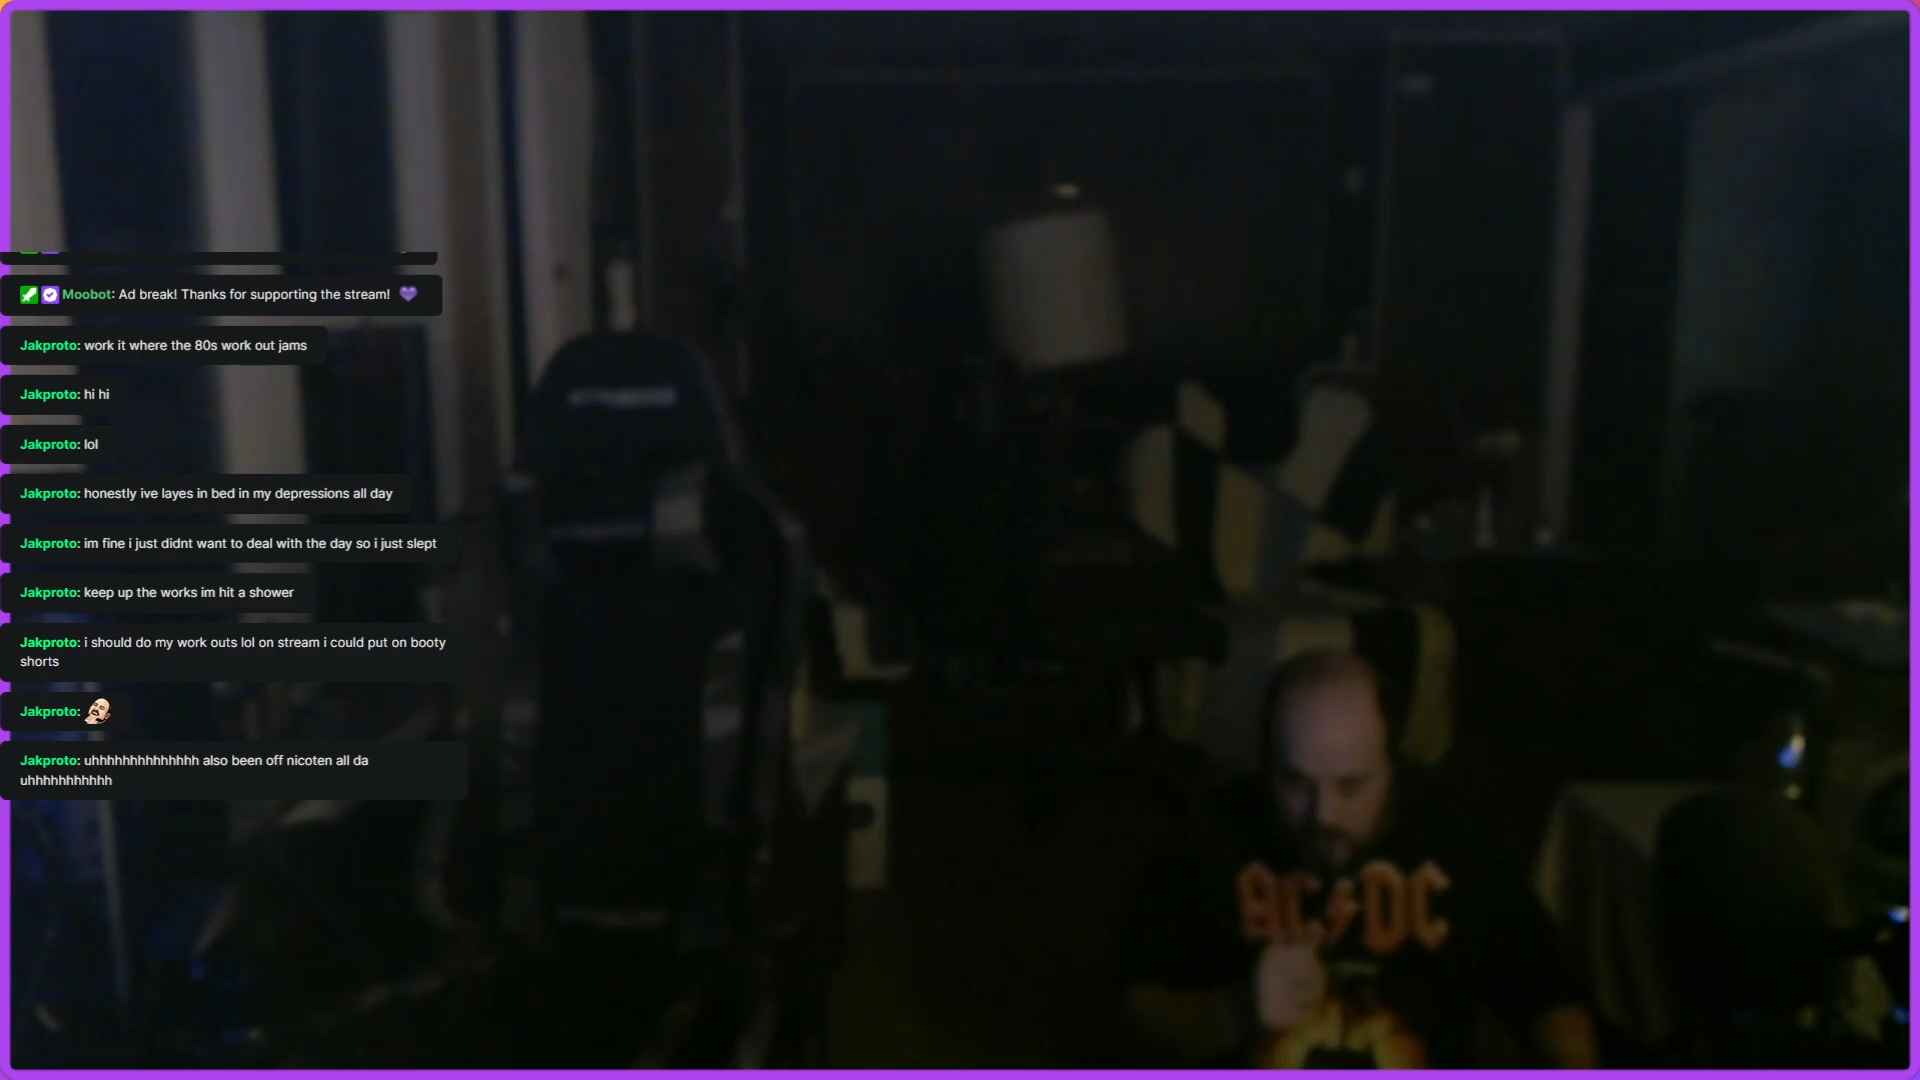 Moobot: Ad break! Thanks for supporting the stream! 💜
Jakproto: work it where the 80s work out jams
Jakproto: hi hi
Jakproto: lol
Jakproto: honestly ive layes in bed in my depressions all day
Jakproto: im fine i just didnt want to deal with the day so i just slept
Jakproto: keep up the works im hit a shower
Jakproto: i should do my work outs lol on stream i could put on booty
shorts
Jakproto:
Jakproto: uhhhhhhhhhhhhhh also been off nicoten all da
uhhhhhhhhhhh
AC DC